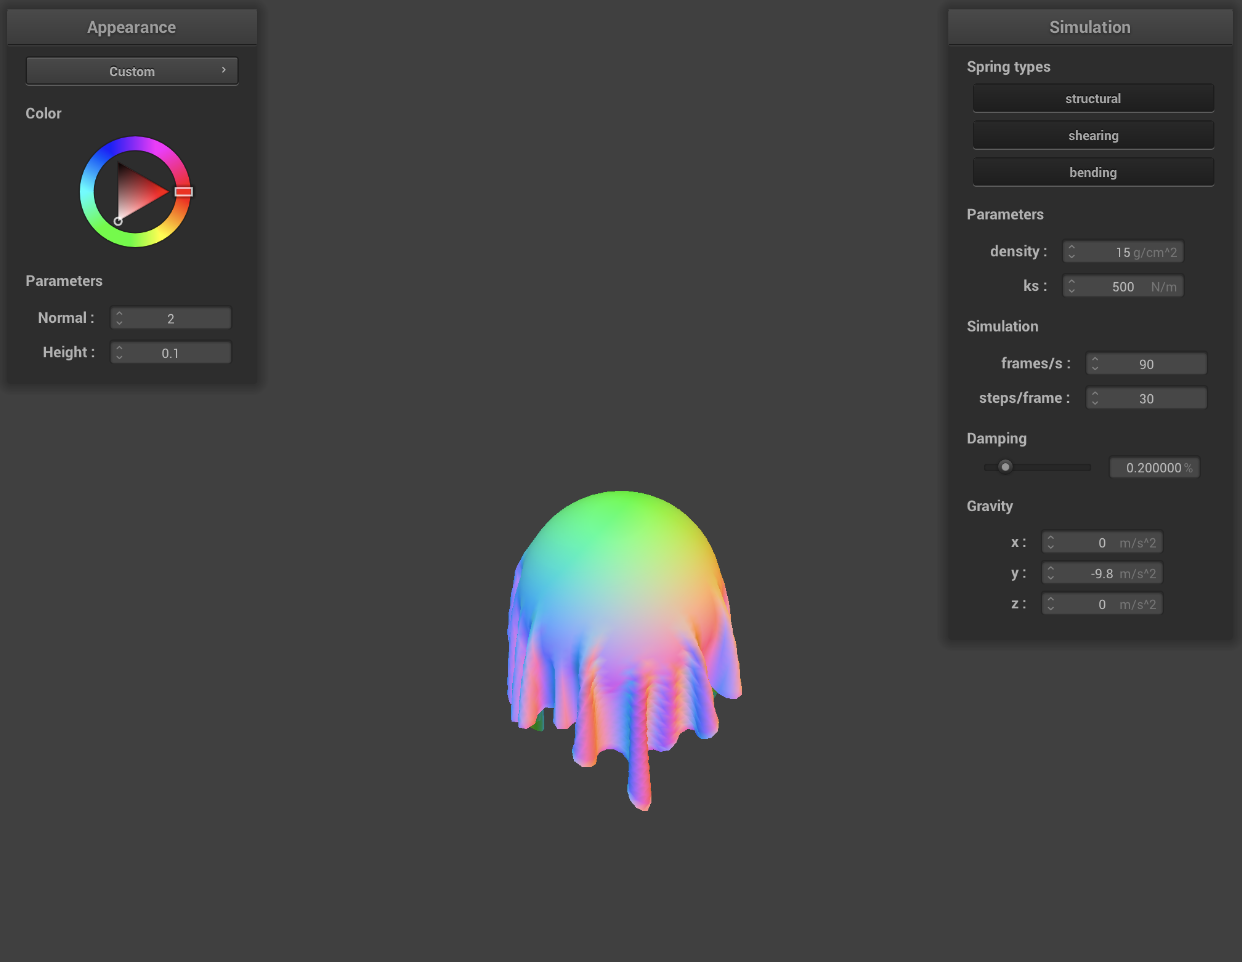 Appearance
Custom
Color
Parameters
Normal : 2
Height : 0.1
Simulation
Spring types
structural
shearing
bending
Parameters
density : 15 g/cm^2
ks : 500 N/m
Simulation
frames/s : 90
steps/frame : 30
Damping
0.200000 %
Gravity
x : 0 m/s^2
y : -9.8 m/s^2
z : 0 m/s^2